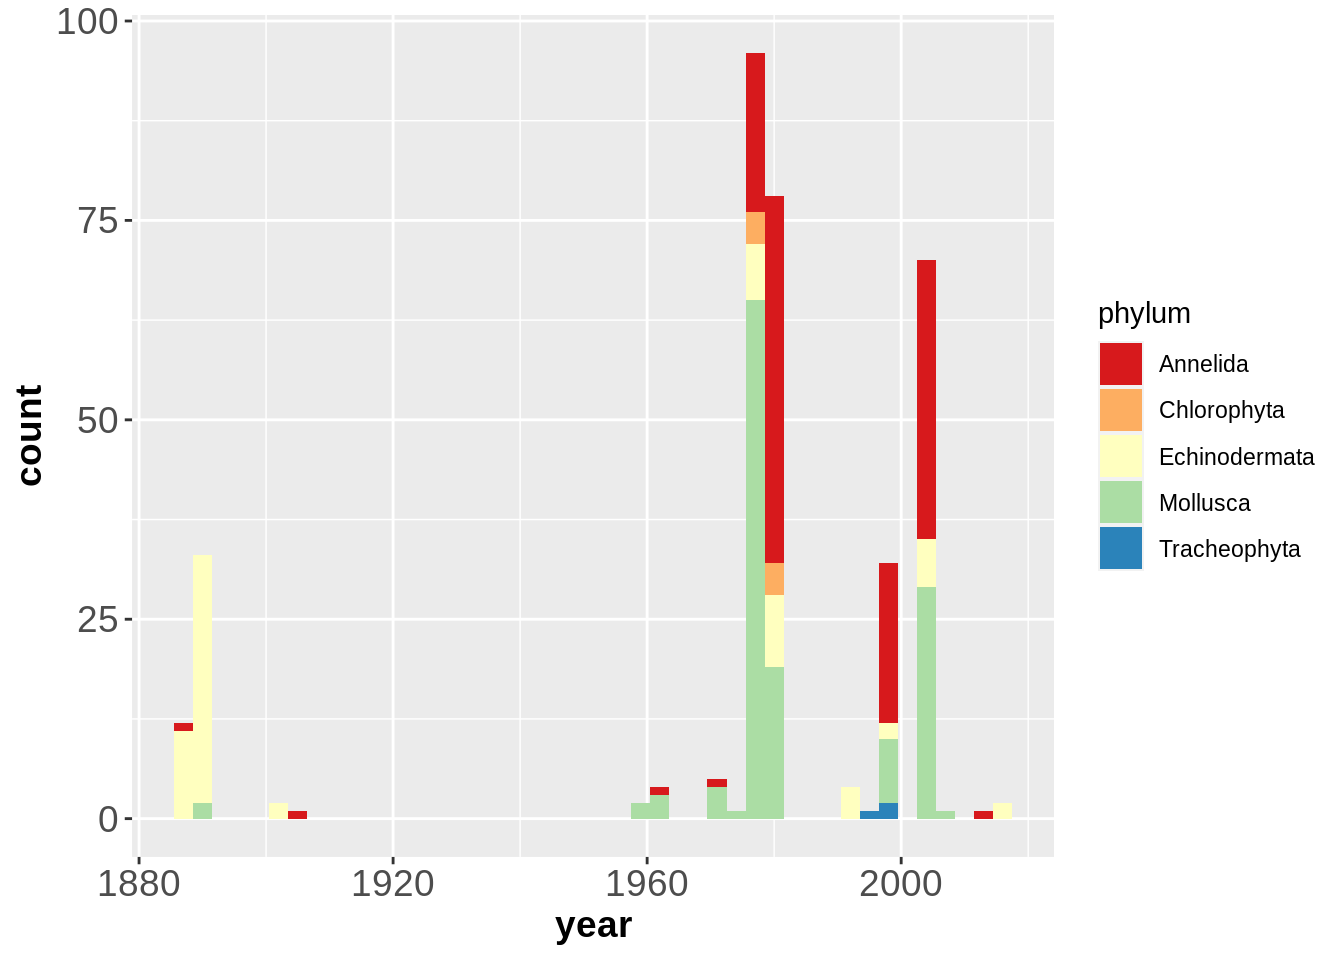 100
75
50
25
0
count
1880
1920
1960
2000
year
phylum
Annelida
Chlorophyta
Echinodermata
Mollusca
Tracheophyta